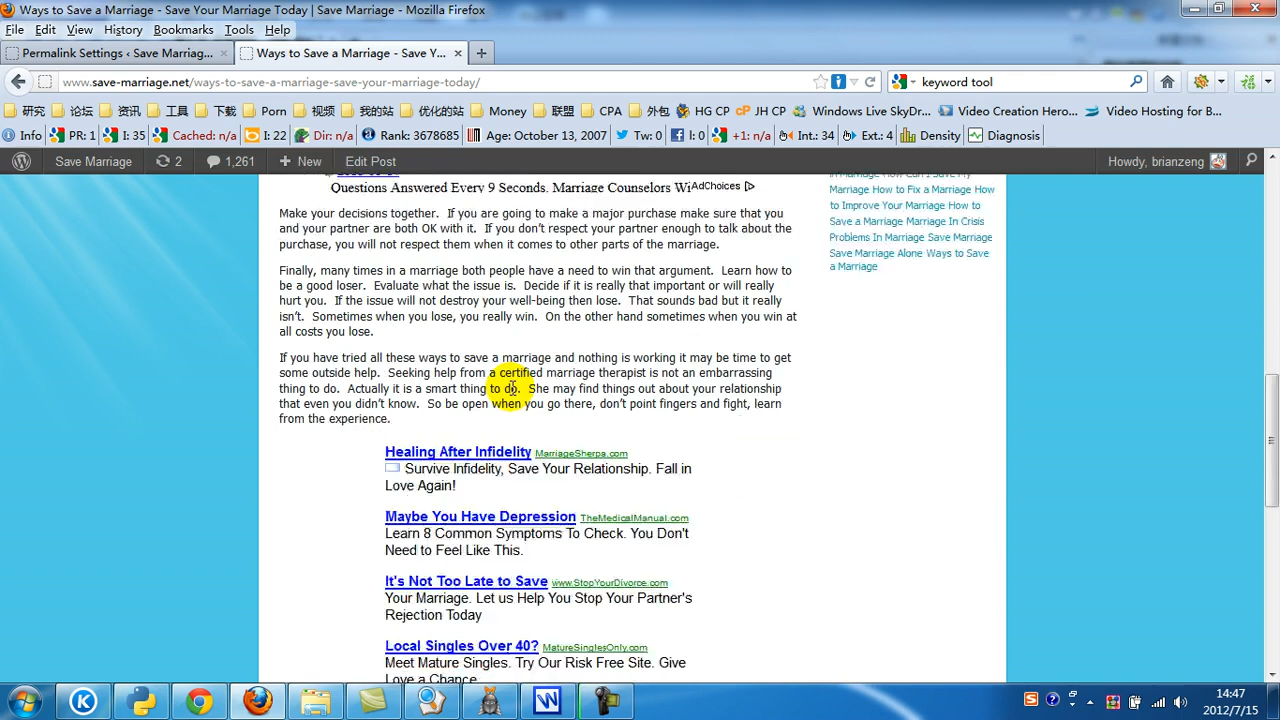 Ways to Save a Marriage - Save Your Marriage Today | Save Marriage - Mozilla Firefox
File Edit View History Bookmarks Tools Help
Permalink Settings ‹ Save Marriag... × Ways to Save a Marriage - Save Y... × +
www.save-marriage.net/ways-to-save-a-marriage-save-your-marriage-today/ keyword tool
研究 论坛 资讯 工具 下载 Porn 视频 我的站 优化的站 Money 联盟 CPA 外包 HG CP JH CP Windows Live SkyDr... Video Creation Hero... Video Hosting for B...
Info PR: 1 I: 35 Cached: n/a I: 22 Dir: n/a Rank: 3678685 Age: October 13, 2007 Tw: 0 l: 0 +1: n/a Int.: 34 Ext.: 4 Density Diagnosis
Save Marriage 2 1,261 + New Edit Post Howdy, brianzeng
Questions Answered Every 9 Seconds. Marriage Counselors Wi AdChoices
Make your decisions together. If you are going to make a major purchase make sure that you
and your partner are both OK with it. If you don't respect your partner enough to talk about the
purchase, you will not respect them when it comes to other parts of the marriage.
Finally, many times in a marriage both people have a need to win that argument. Learn how to
be a good loser. Evaluate what the issue is. Decide if it is really that important or will really
hurt you. If the issue will not destroy your well-being then lose. That sounds bad but it really
isn't. Sometimes when you lose, you really win. On the other hand sometimes when you win at
all costs you lose.
If you have tried all these ways to save a marriage and nothing is working it may be time to get
some outside help. Seeking help from a certified marriage therapist is not an embarrassing
thing to do. Actually it is a smart thing to do. She may find things out about your relationship
that even you didn't know. So be open when you go there, don't point fingers and fight, learn
from the experience.
Healing After Infidelity MarriageSherpa.com
Survive Infidelity, Save Your Relationship. Fall in
Love Again!
Maybe You Have Depression TheMedicalManual.com
Learn 8 Common Symptoms To Check. You Don't
Need to Feel Like This.
It's Not Too Late to Save www.StopYourDivorce.com
Your Marriage. Let us Help You Stop Your Partner's
Rejection Today
Local Singles Over 40? MatureSinglesOnly.com
Meet Mature Singles. Try Our Risk Free Site. Give
Love a Chance
in Marriage How Can I Save My
Marriage How to Fix a Marriage How
to Improve Your Marriage How to
Save a Marriage Marriage In Crisis
Problems In Marriage Save Marriage
Save Marriage Alone Ways to Save
a Marriage
14:47
2012/7/15